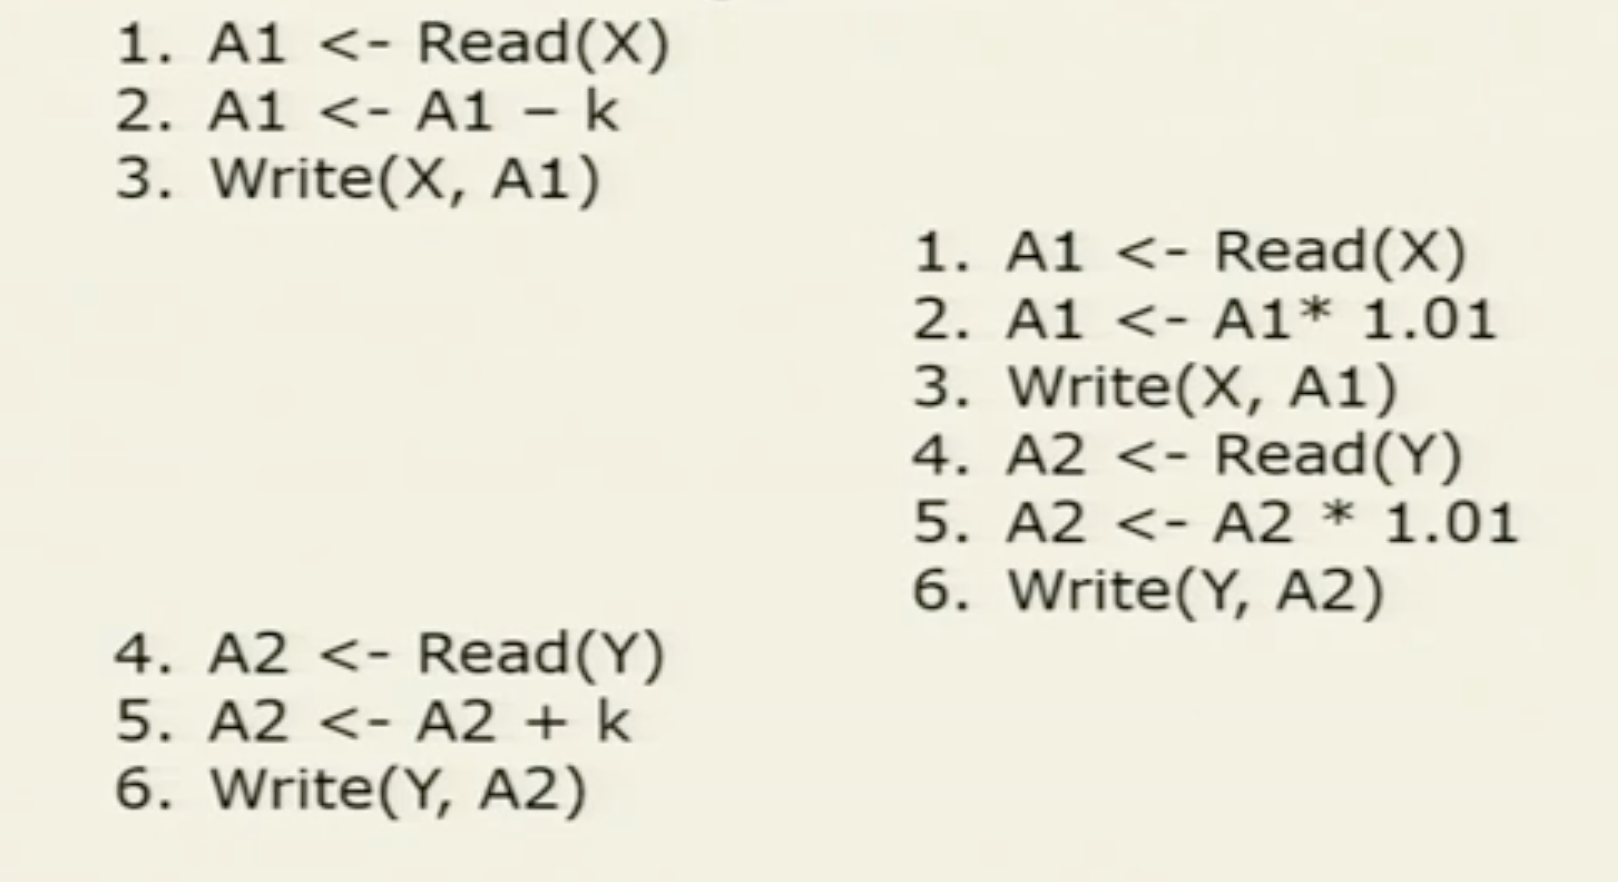 1. A1 <- Read(X)
2. A1 <- A1 – k
3. Write(X, A1)
1. A1 <- Read(X)
2. A1 <- A1* 1.01
3. Write(X, A1)
4. A2 <- Read(Y)
5. A2 <- A2 * 1.01
6. Write(Y, A2)
4. A2 <- Read(Y)
5. A2 <- A2 + k
6. Write(Y, A2)